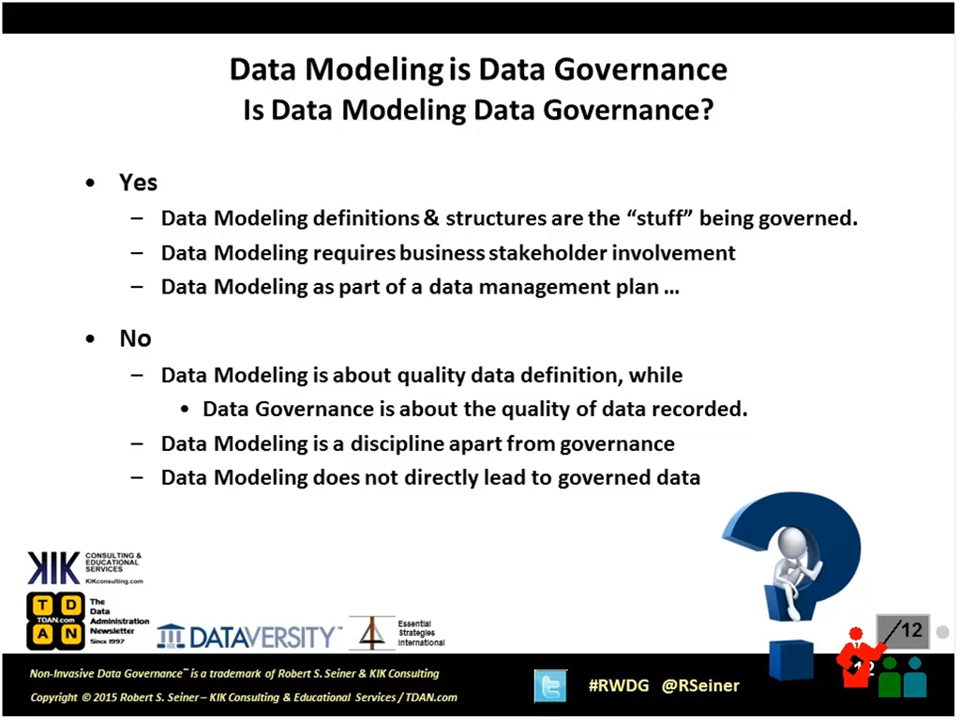 Data Modeling is Data Governance
Is Data Modeling Data Governance?
• Yes
– Data Modeling definitions & structures are the “stuff” being governed.
– Data Modeling requires business stakeholder involvement
– Data Modeling as part of a data management plan …
• No
– Data Modeling is about quality data definition, while
• Data Governance is about the quality of data recorded.
– Data Modeling is a discipline apart from governance
– Data Modeling does not directly lead to governed data
KIK CONSULTING &
EDUCATIONAL
SERVICES
KIKconsulting.com
T D
TDAN.com
A N
The
Data
Administration
Newsletter
Since 1997
DATAVERSITY™
Essential
Strategies
International
/12
12
Non-Invasive Data Governance™ is a trademark of Robert S. Seiner & KIK Consulting
Copyright © 2015 Robert S. Seiner – KIK Consulting & Educational Services / TDAN.com
#RWDG @RSeiner